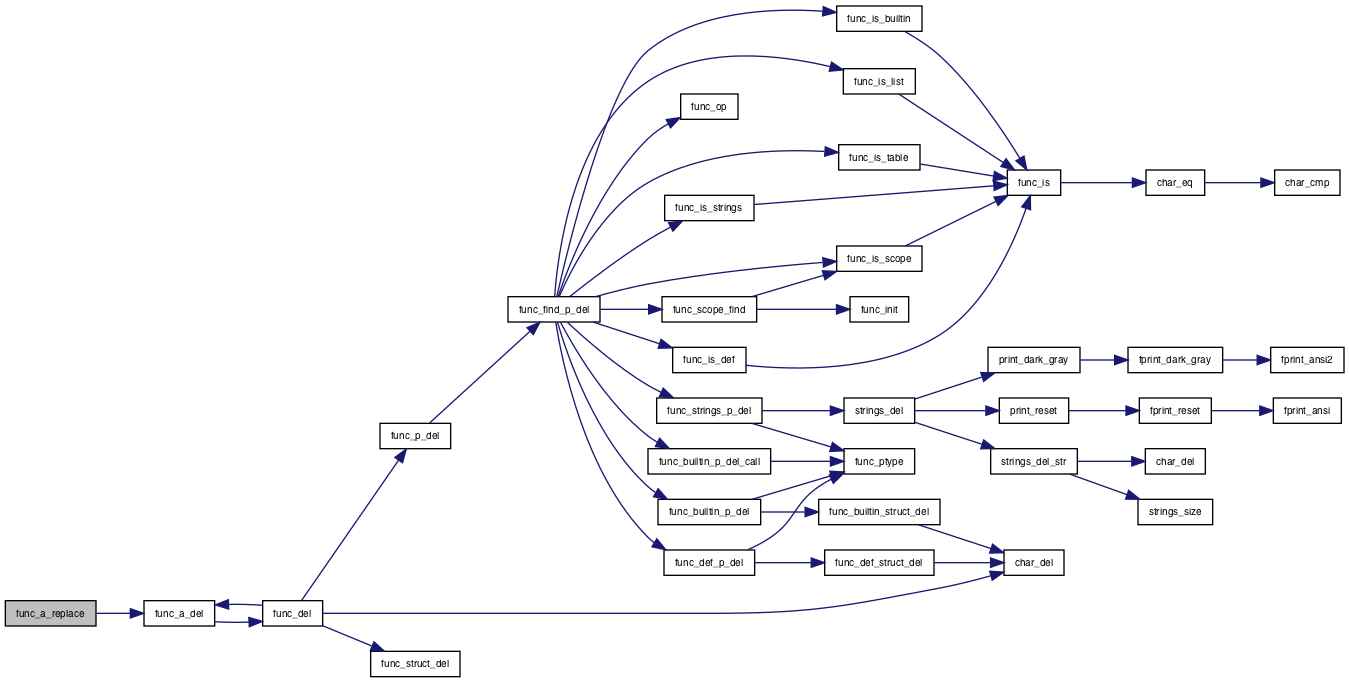 func_is_builtin
func_is_list
func_op
func_is_table
func_is
char_eq
char_cmp
func_is_strings
func_is_scope
func_find_p_del
func_scope_find
func_init
func_is_def
print_dark_gray
fprint_dark_gray
fprint_ansi2
func_strings_p_del
strings_del
print_reset
fprint_reset
fprint_ansi
func_p_del
func_builtin_p_del_call
func_ptype
strings_del_str
char_del
func_builtin_p_del
func_builtin_struct_del
strings_size
func_def_p_del
func_def_struct_del
char_del
func_a_replace
func_a_del
func_del
func_struct_del